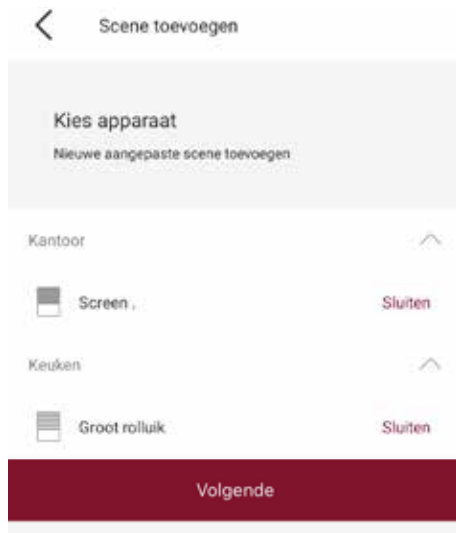 Scene toevoegen
Kies apparaat
Nieuwe aangepaste scene toevoegen
Kantoor
Screen . Sluiten
Keuken
Groot rolluik Sluiten
Volgende